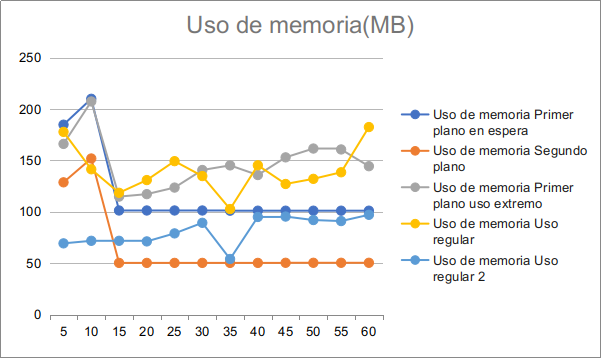 Uso de memoria(MB)
250
200
150
100
50
0
5 10 15 20 25 30 35 40 45 50 55 60
Uso de memoria Primer
plano en espera
Uso de memoria Segundo
plano
Uso de memoria Primer
plano uso extremo
Uso de memoria Uso
regular
Uso de memoria Uso
regular 2